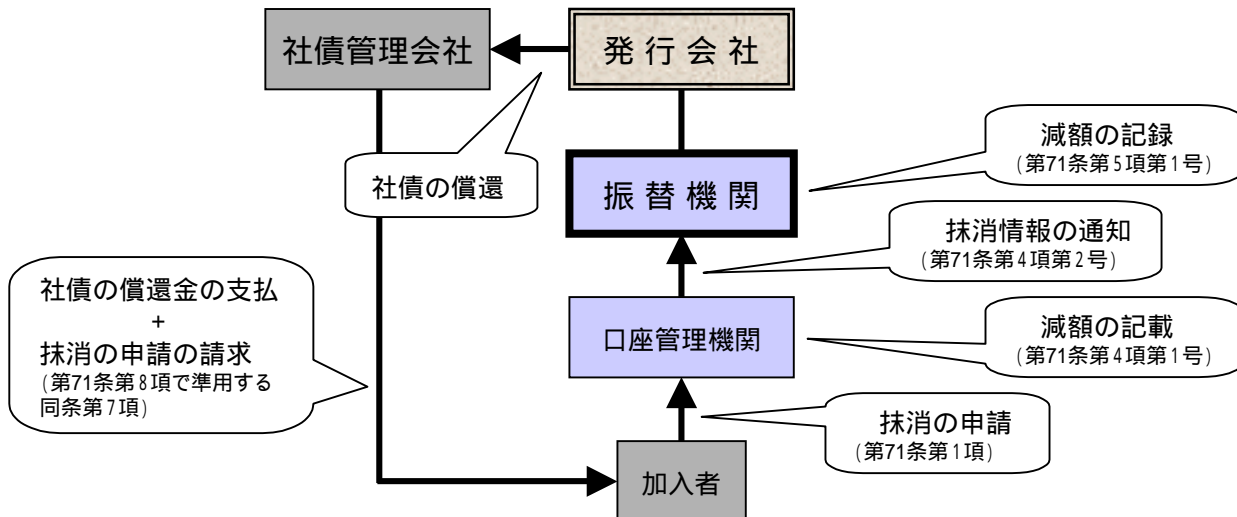 社債管理会社
発行会社
減額の記録
(第71条第5項第1号)
社債の償還
振替機関
抹消情報の通知
(第71条第4項第2号)
社債の償還金の支払
+
抹消の申請の請求
(第71条第8項で準用する
同条第7項)
口座管理機関
減額の記載
(第71条第4項第1号)
抹消の申請
(第71条第1項)
加入者